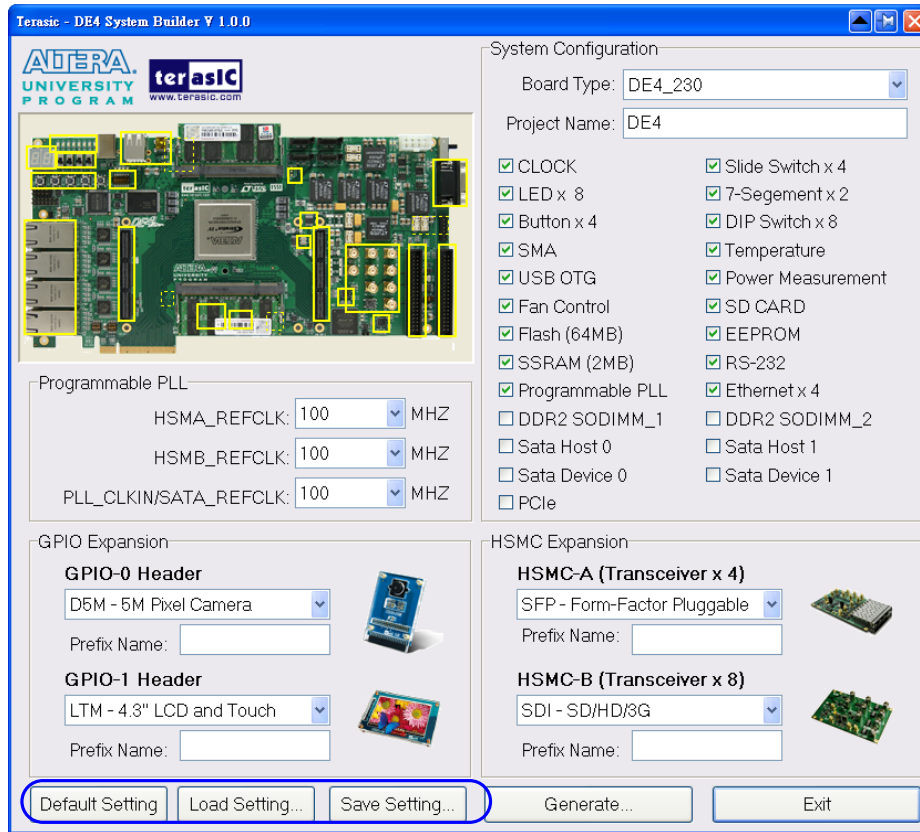 Terasic - DE4 System Builder V 1.0.0
ALTERA.
UNIVERSITY
PROGRAM
terasIC
www.terasic.com
System Configuration
Board Type: DE4_230
Project Name: DE4
CLOCK
Slide Switch x 4
LED x 8
7-Segement x 2
Button x 4
DIP Switch x 8
SMA
Temperature
USB OTG
Power Measurement
Fan Control
SD CARD
Flash (64MB)
EEPROM
SSRAM (2MB)
RS-232
Programmable PLL
Ethernet x 4
DDR2 SODIMM_1
DDR2 SODIMM_2
Sata Host 0
Sata Host 1
Sata Device 0
Sata Device 1
PCIe
Programmable PLL
HSMA_REFCLK: 100 MHZ
HSMB_REFCLK: 100 MHZ
PLL_CLKIN/SATA_REFCLK: 100 MHZ
GPIO Expansion
GPIO-0 Header
D5M - 5M Pixel Camera
Prefix Name:
GPIO-1 Header
LTM - 4.3" LCD and Touch
Prefix Name:
HSMC Expansion
HSMC-A (Transceiver x 4)
SFP - Form-Factor Pluggable
Prefix Name:
HSMC-B (Transceiver x 8)
SDI - SD/HD/3G
Prefix Name:
Default Setting
Load Setting...
Save Setting...
Generate...
Exit